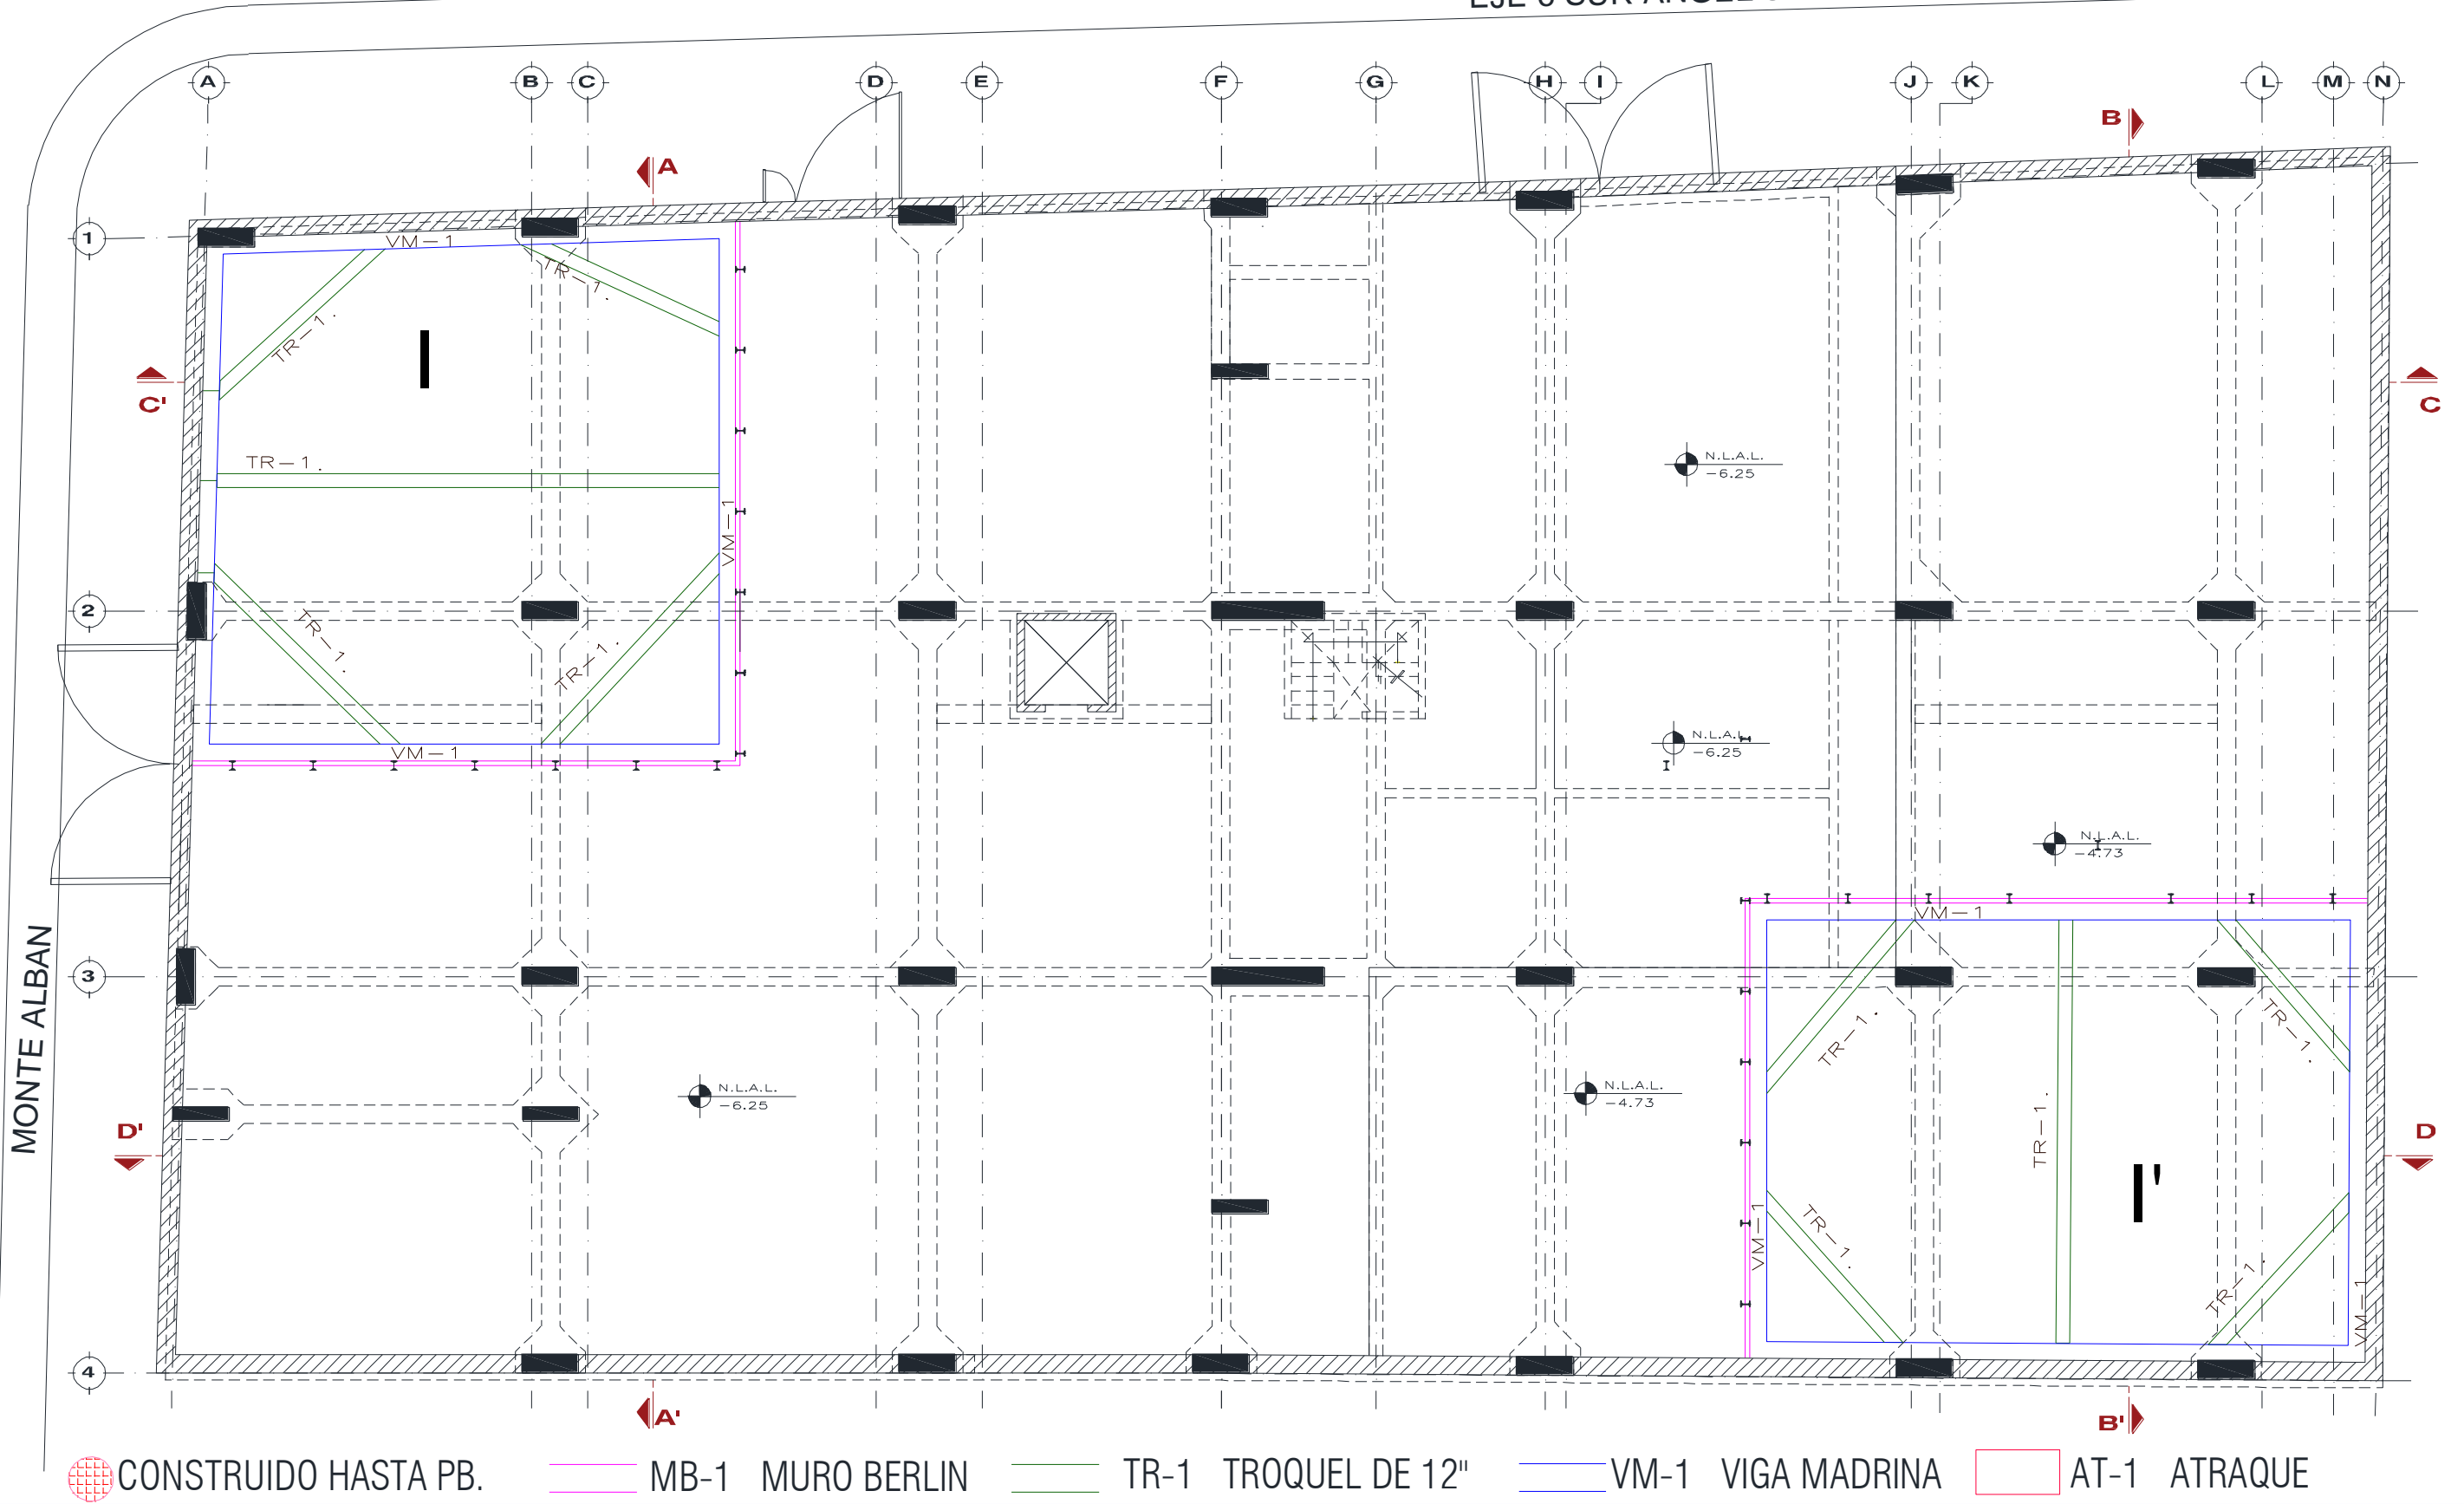 A B C D E F G H I J K L M N
A
B
1
VM-1
TR-1.
TR-1.
I
C'
C
TR-1.
N.L.A.L.
-6.25
VM-1
2
TR-1.
TR-1.
N.L.A.L.
-6.25
VM-1
N.L.A.L.
-4.73
VM-1
MONTE ALBAN
3
TR-1.
TR-1.
N.L.A.L.
-6.25
N.L.A.L.
-4.73
TR-1.
D'
D
I'
TR-1.
TR-1.
VM-1
VM-1
4
A'
B'
CONSTRUIDO HASTA PB.
MB-1 MURO BERLIN
TR-1 TROQUEL DE 12"
VM-1 VIGA MADRINA
AT-1 ATRAQUE